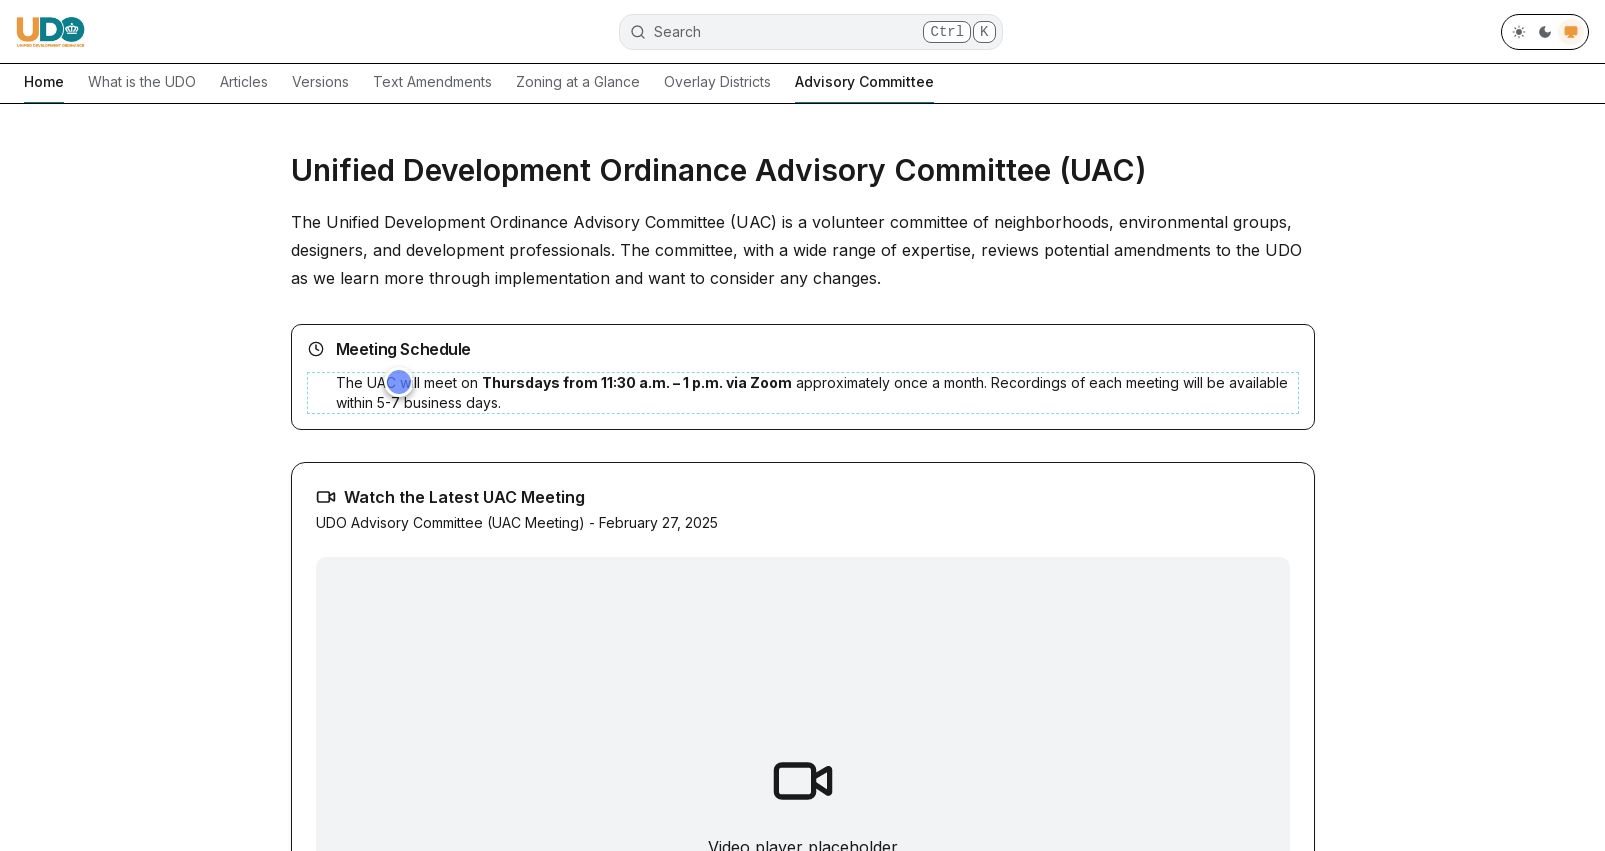 UDO
UNIFIED DEVELOPMENT ORDINANCE
Search
Ctrl K
Home What is the UDO Articles Versions Text Amendments Zoning at a Glance Overlay Districts Advisory Committee
Unified Development Ordinance Advisory Committee (UAC)
The Unified Development Ordinance Advisory Committee (UAC) is a volunteer committee of neighborhoods, environmental groups,
designers, and development professionals. The committee, with a wide range of expertise, reviews potential amendments to the UDO
as we learn more through implementation and want to consider any changes.
Meeting Schedule
The UAC will meet on Thursdays from 11:30 a.m. – 1 p.m. via Zoom approximately once a month. Recordings of each meeting will be available
within 5-7 business days.
Watch the Latest UAC Meeting
UDO Advisory Committee (UAC Meeting) - February 27, 2025
Video player placeholder